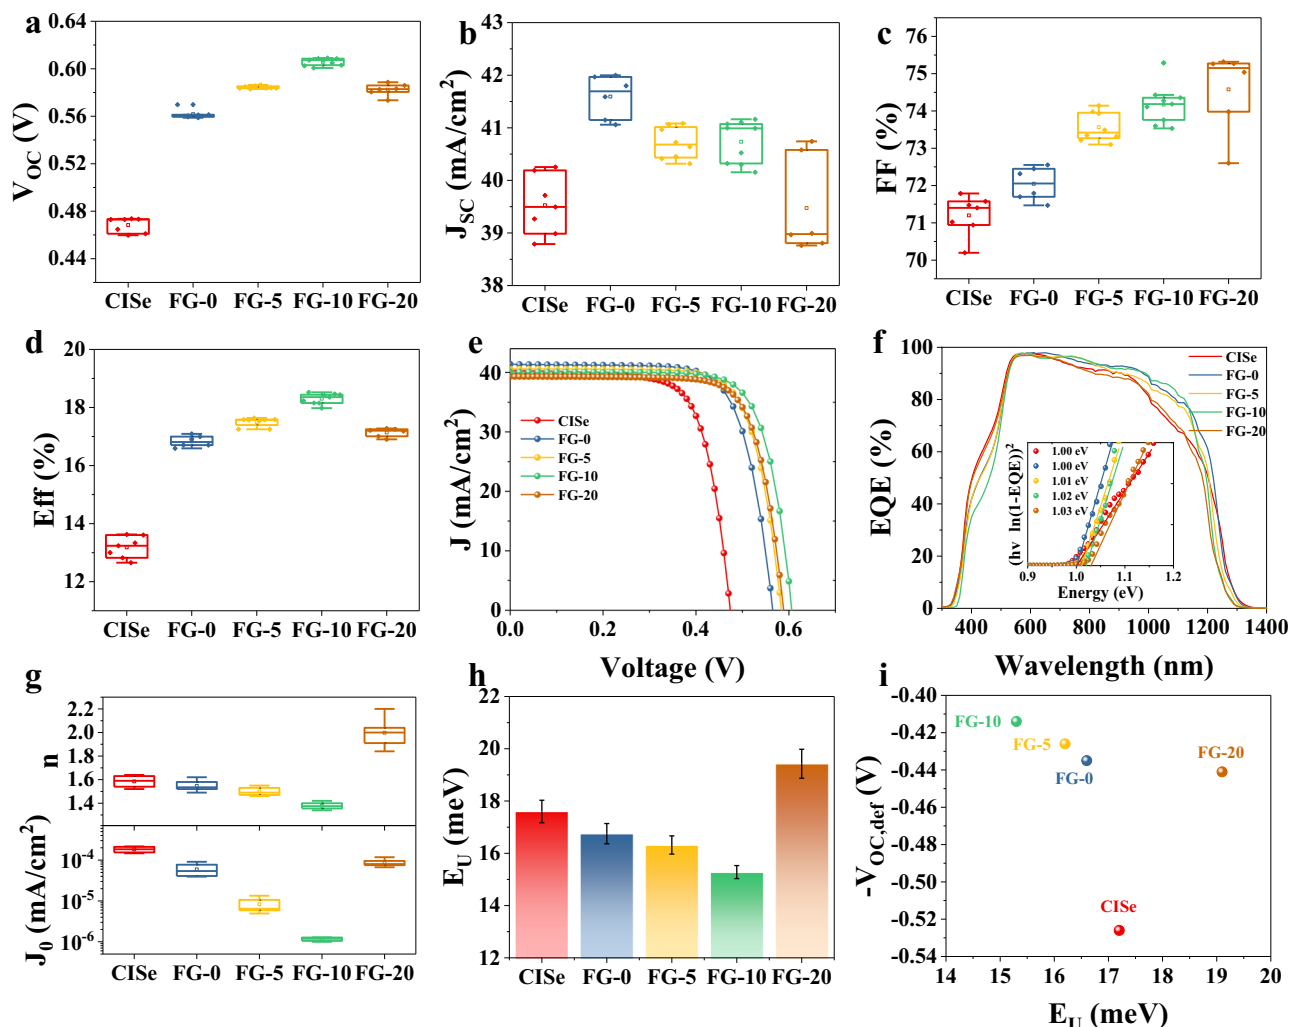 a
V_OC (V)
0.64
0.60
0.56
0.52
0.48
0.44
CISe FG-0 FG-5 FG-10 FG-20
b
J_SC (mA/cm²)
43
42
41
40
39
38
CISe FG-0 FG-5 FG-10 FG-20
c
FF (%)
76
75
74
73
72
71
70
CISe FG-0 FG-5 FG-10 FG-20
d
Eff (%)
20
18
16
14
12
CISe FG-0 FG-5 FG-10 FG-20
e
J (mA/cm²)
40
30
20
10
0
CISe
FG-0
FG-5
FG-10
FG-20
0.0 0.2 0.4 0.6
Voltage (V)
f
EQE (%)
100
80
60
40
20
0
CISe
FG-0
FG-5
FG-10
FG-20
(hν ln(1-EQE))²
1.00 eV
1.00 eV
1.01 eV
1.02 eV
1.03 eV
0.9 1.0 1.1 1.2
Energy (eV)
400 600 800 1000 1200 1400
Wavelength (nm)
g
n
2.2
2.0
1.8
1.6
1.4
J_0 (mA/cm²)
10⁻⁴
10⁻⁵
10⁻⁶
CISe FG-0 FG-5 FG-10 FG-20
h
E_U (meV)
22
20
18
16
14
12
CISe FG-0 FG-5 FG-10 FG-20
i
-V_OC,def (V)
-0.40
-0.42
-0.44
-0.46
-0.48
-0.50
-0.52
-0.54
FG-10
FG-5
FG-0
FG-20
CISe
14 15 16 17 18 19 20
E_U (meV)